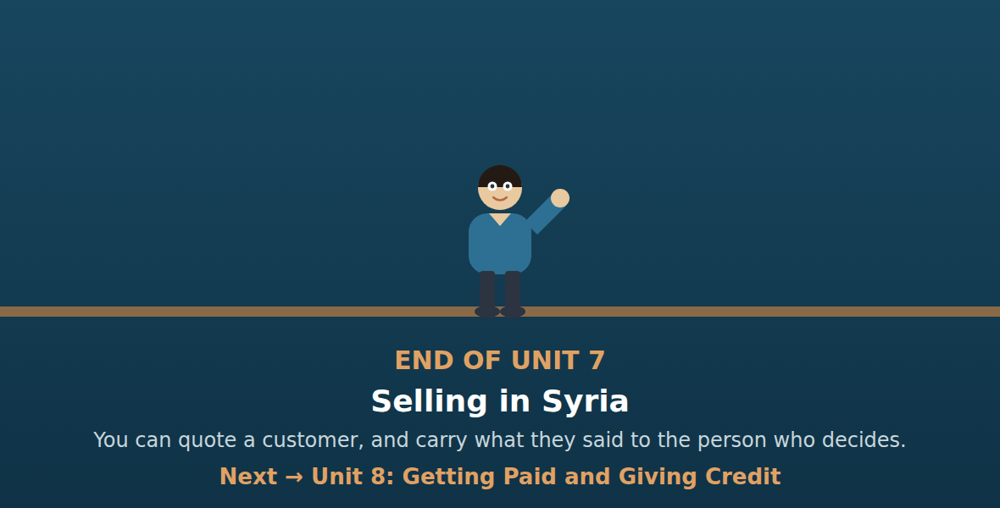 END OF UNIT 7
Selling in Syria
You can quote a customer, and carry what they said to the person who decides.
Next → Unit 8: Getting Paid and Giving Credit